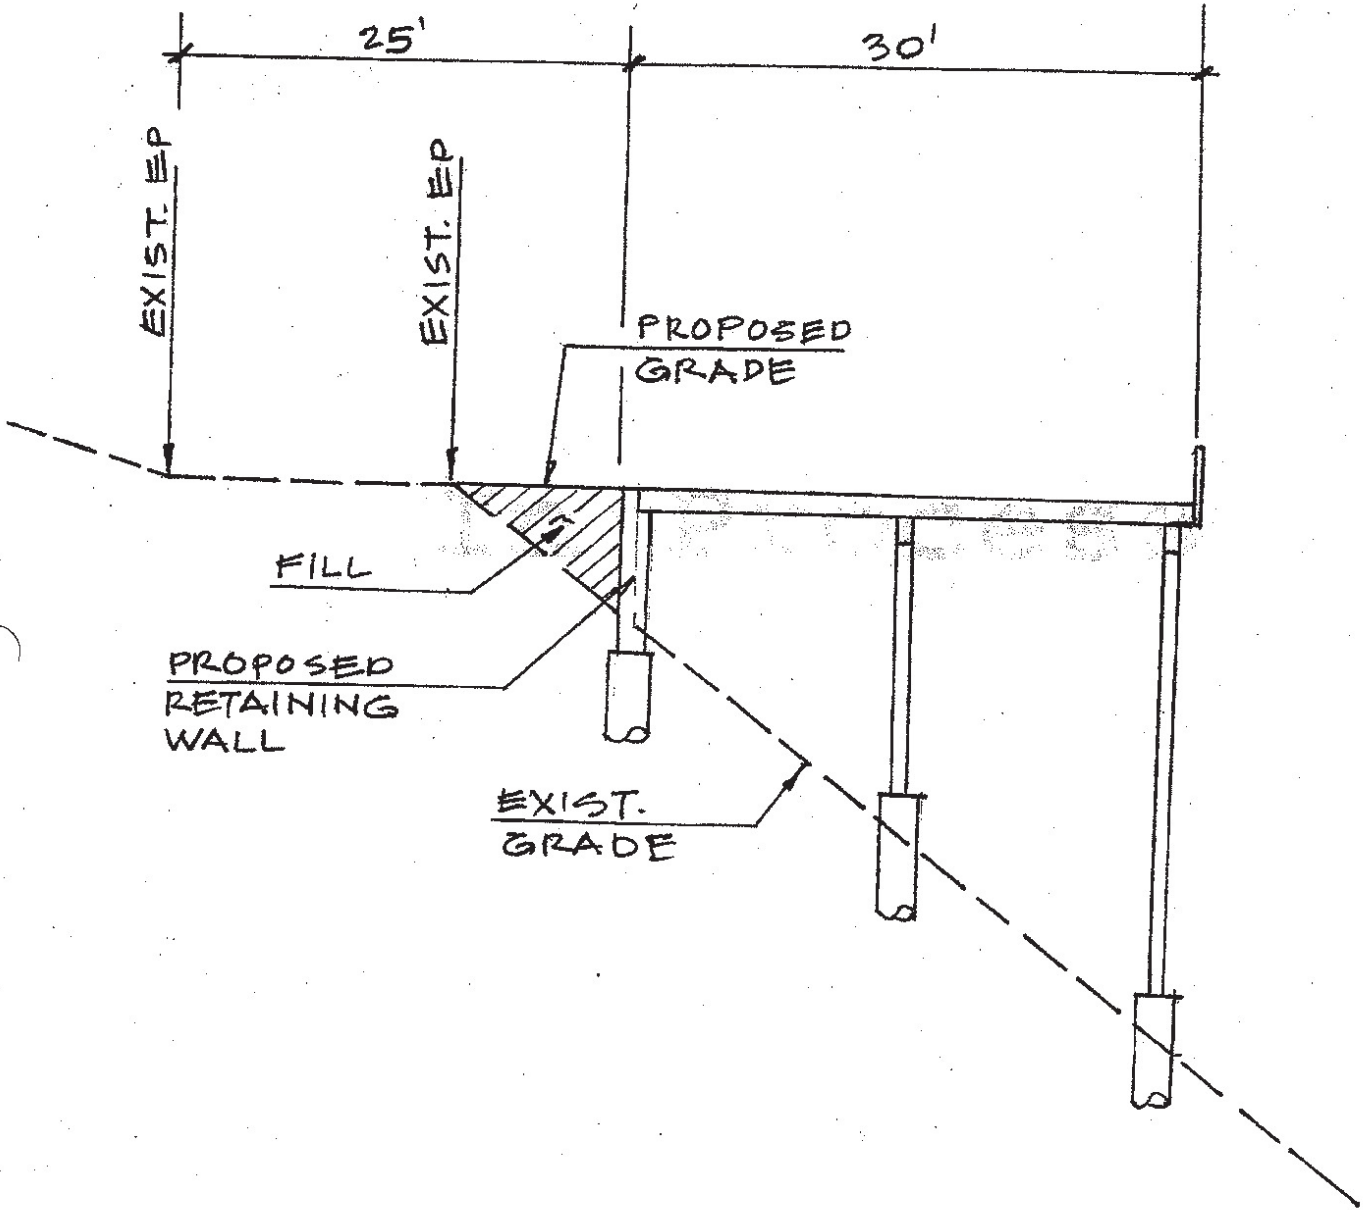 25'
30'
EXIST. EP
EXIST. EP
PROPOSED
GRADE
FILL
PROPOSED
RETAINING
WALL
EXIST.
GRADE